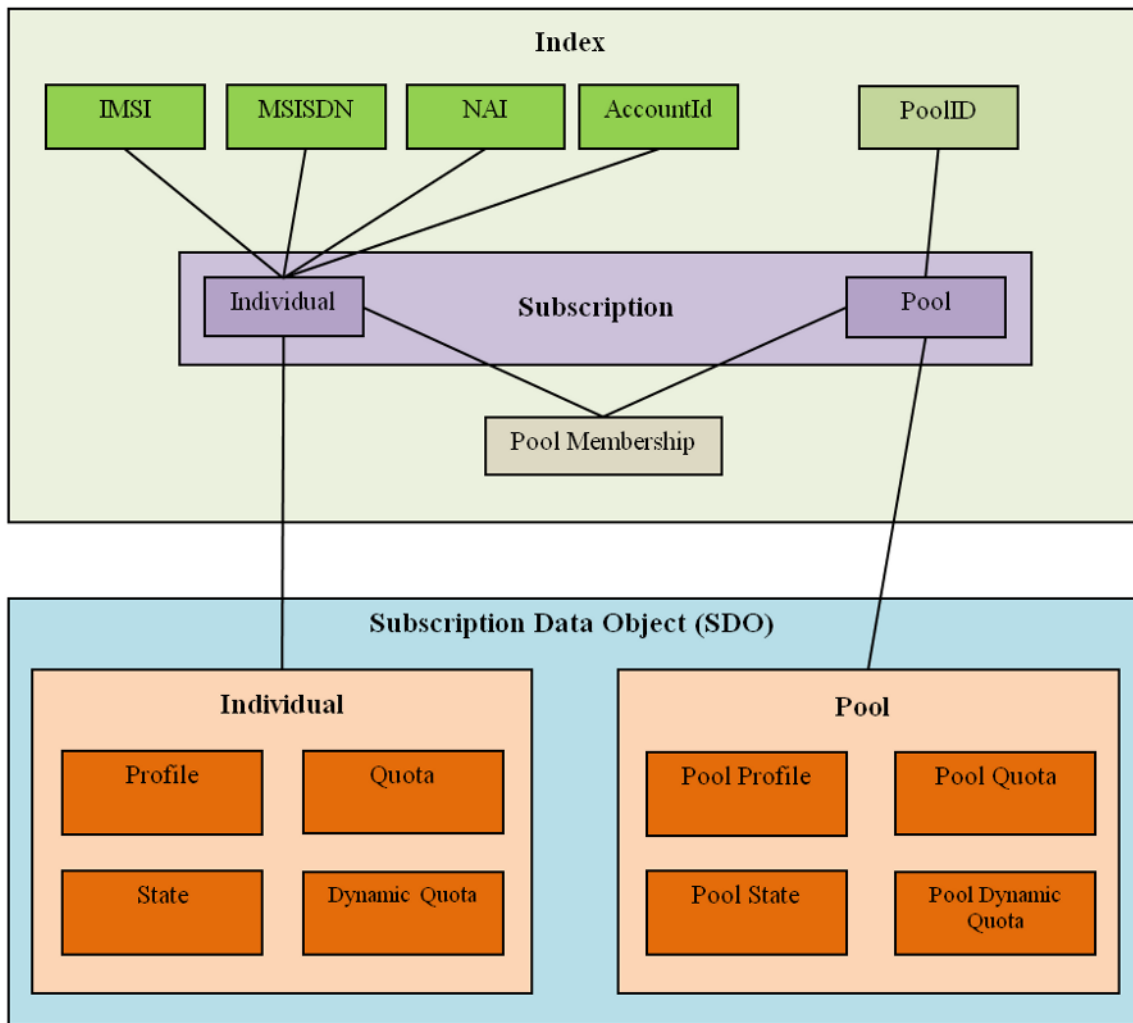 Index
IMSI
MSISDN
NAI
AccountId
PoolID
Individual
Subscription
Pool
Pool Membership
Subscription Data Object (SDO)
Individual
Profile
Quota
State
Dynamic Quota
Pool
Pool Profile
Pool Quota
Pool State
Pool Dynamic
Quota